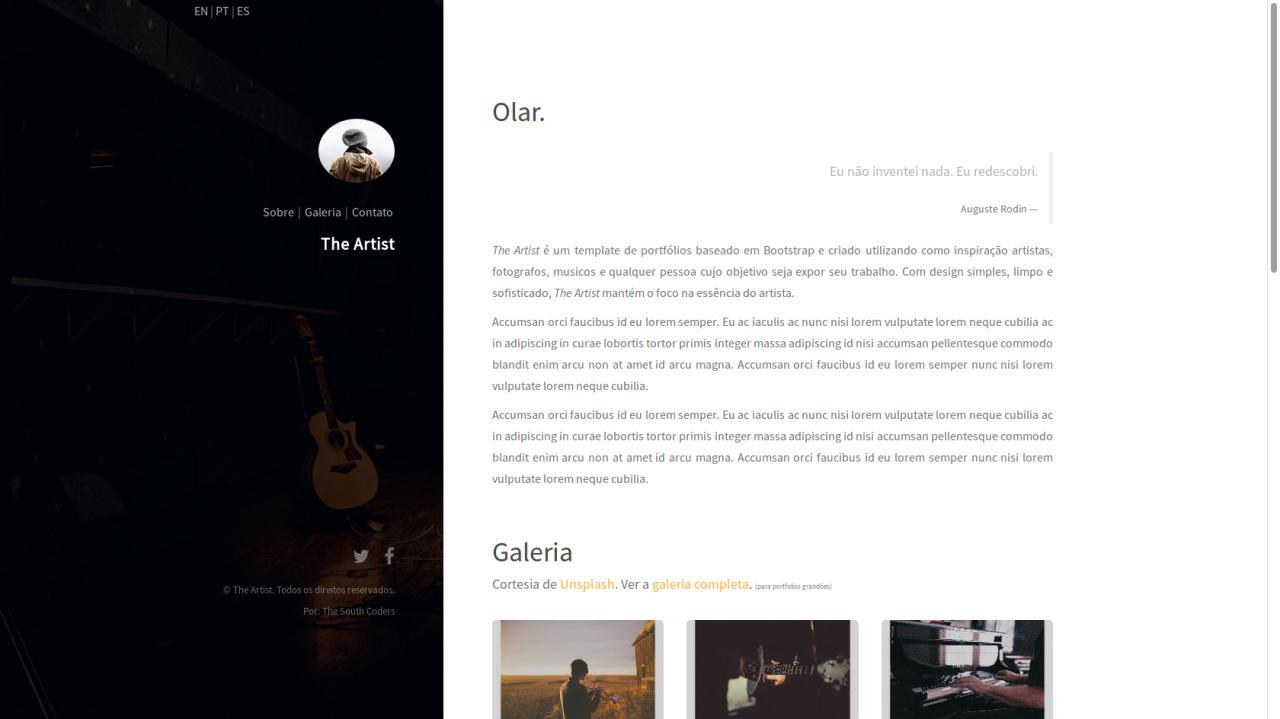 EN | PT | ES
Sobre | Galeria | Contato
The Artist
© The Artist. Todos os direitos reservados.
Por: The South Coders
Olar.
Eu não inventei nada. Eu redescobri.
Auguste Rodin —
The Artist é um template de portfólios baseado em Bootstrap e criado utilizando como inspiração artistas,
fotografos, musicos e qualquer pessoa cujo objetivo seja expor seu trabalho. Com design simples, limpo e
sofisticado, The Artist mantém o foco na essência do artista.
Accumsan orci faucibus id eu lorem semper. Eu ac iaculis ac nunc nisi lorem vulputate lorem neque cubilia ac
in adipiscing in curae lobortis tortor primis integer massa adipiscing id nisi accumsan pellentesque commodo
blandit enim arcu non at amet id arcu magna. Accumsan orci faucibus id eu lorem semper nunc nisi lorem
vulputate lorem neque cubilia.
Accumsan orci faucibus id eu lorem semper. Eu ac iaculis ac nunc nisi lorem vulputate lorem neque cubilia ac
in adipiscing in curae lobortis tortor primis integer massa adipiscing id nisi accumsan pellentesque commodo
blandit enim arcu non at amet id arcu magna. Accumsan orci faucibus id eu lorem semper nunc nisi lorem
vulputate lorem neque cubilia.
Galeria
Cortesia de Unsplash. Ver a galeria completa. (para portfolios grandões)